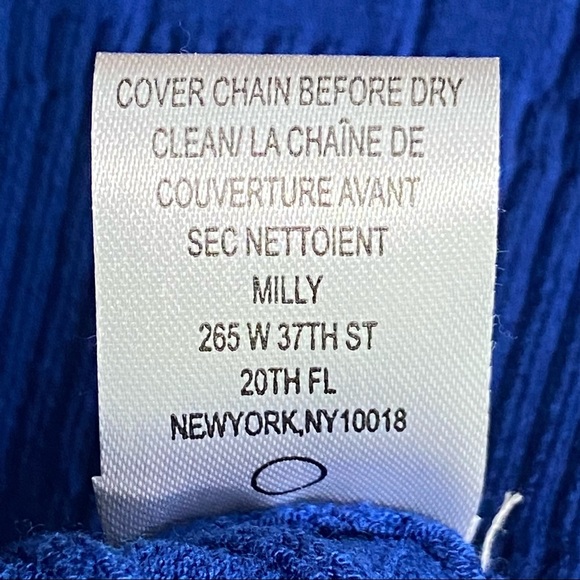 COVER CHAIN BEFORE DRY
CLEAN/ LA CHAÎNE DE
COUVERTURE AVANT
SEC NETTOIENT
MILLY
265 W 37TH ST
20TH FL
NEWYORK,NY10018